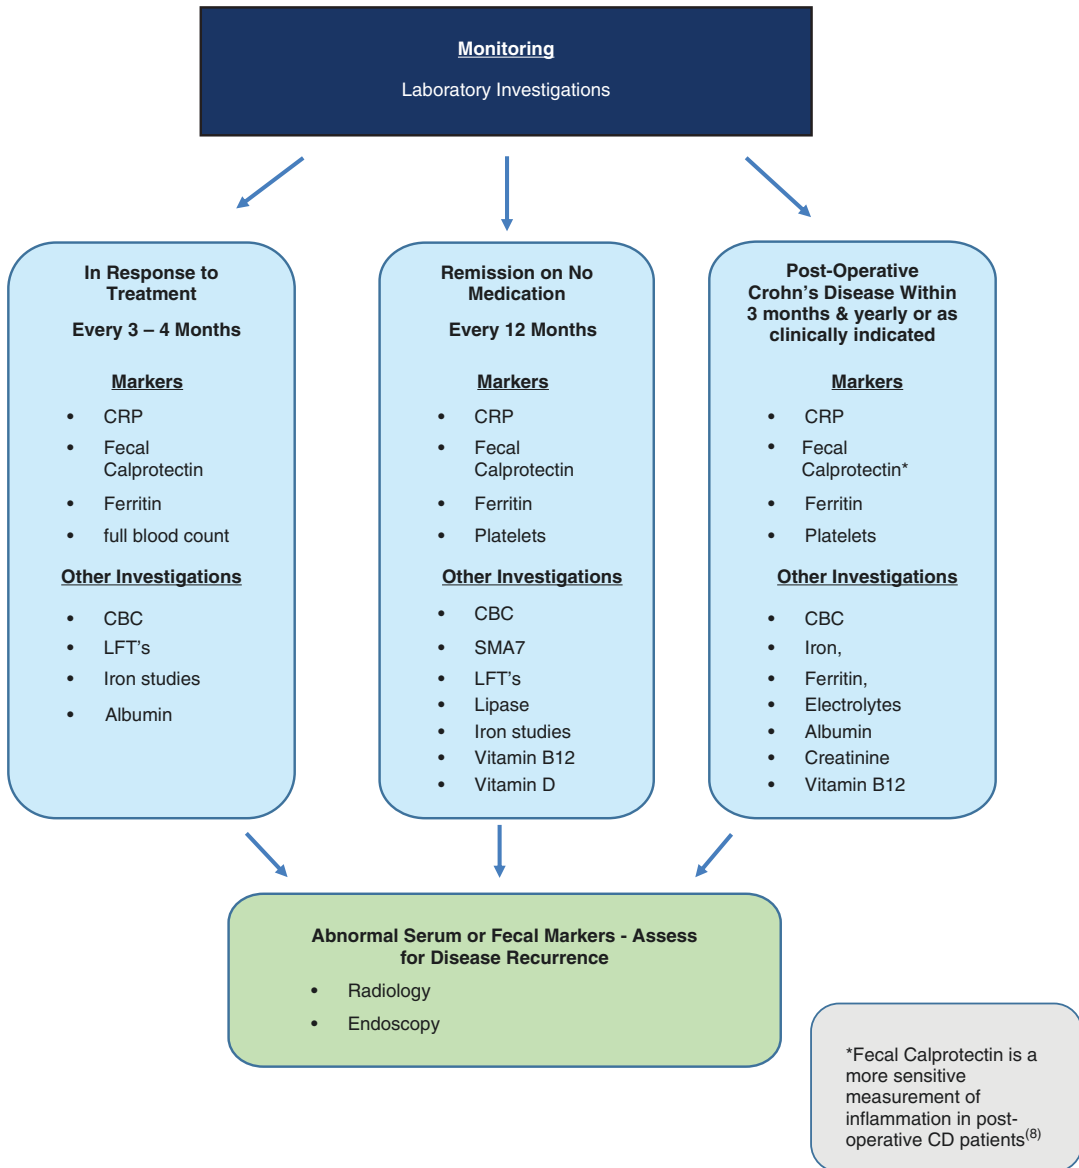 Monitoring
Laboratory Investigations
In Response to
Treatment
Every 3 – 4 Months
Markers
• CRP
• Fecal
Calprotectin
• Ferritin
• full blood count
Other Investigations
• CBC
• LFT's
• Iron studies
• Albumin
Remission on No
Medication
Every 12 Months
Markers
• CRP
• Fecal
Calprotectin
• Ferritin
• Platelets
Other Investigations
• CBC
• SMA7
• LFT's
• Lipase
• Iron studies
• Vitamin B12
• Vitamin D
Post-Operative
Crohn's Disease Within
3 months & yearly or as
clinically indicated
Markers
• CRP
• Fecal
Calprotectin*
• Ferritin
• Platelets
Other Investigations
• CBC
• Iron,
• Ferritin,
• Electrolytes
• Albumin
• Creatinine
• Vitamin B12
Abnormal Serum or Fecal Markers - Assess
for Disease Recurrence
• Radiology
• Endoscopy
*Fecal Calprotectin is a
more sensitive
measurement of
inflammation in post-
operative CD patients(8)